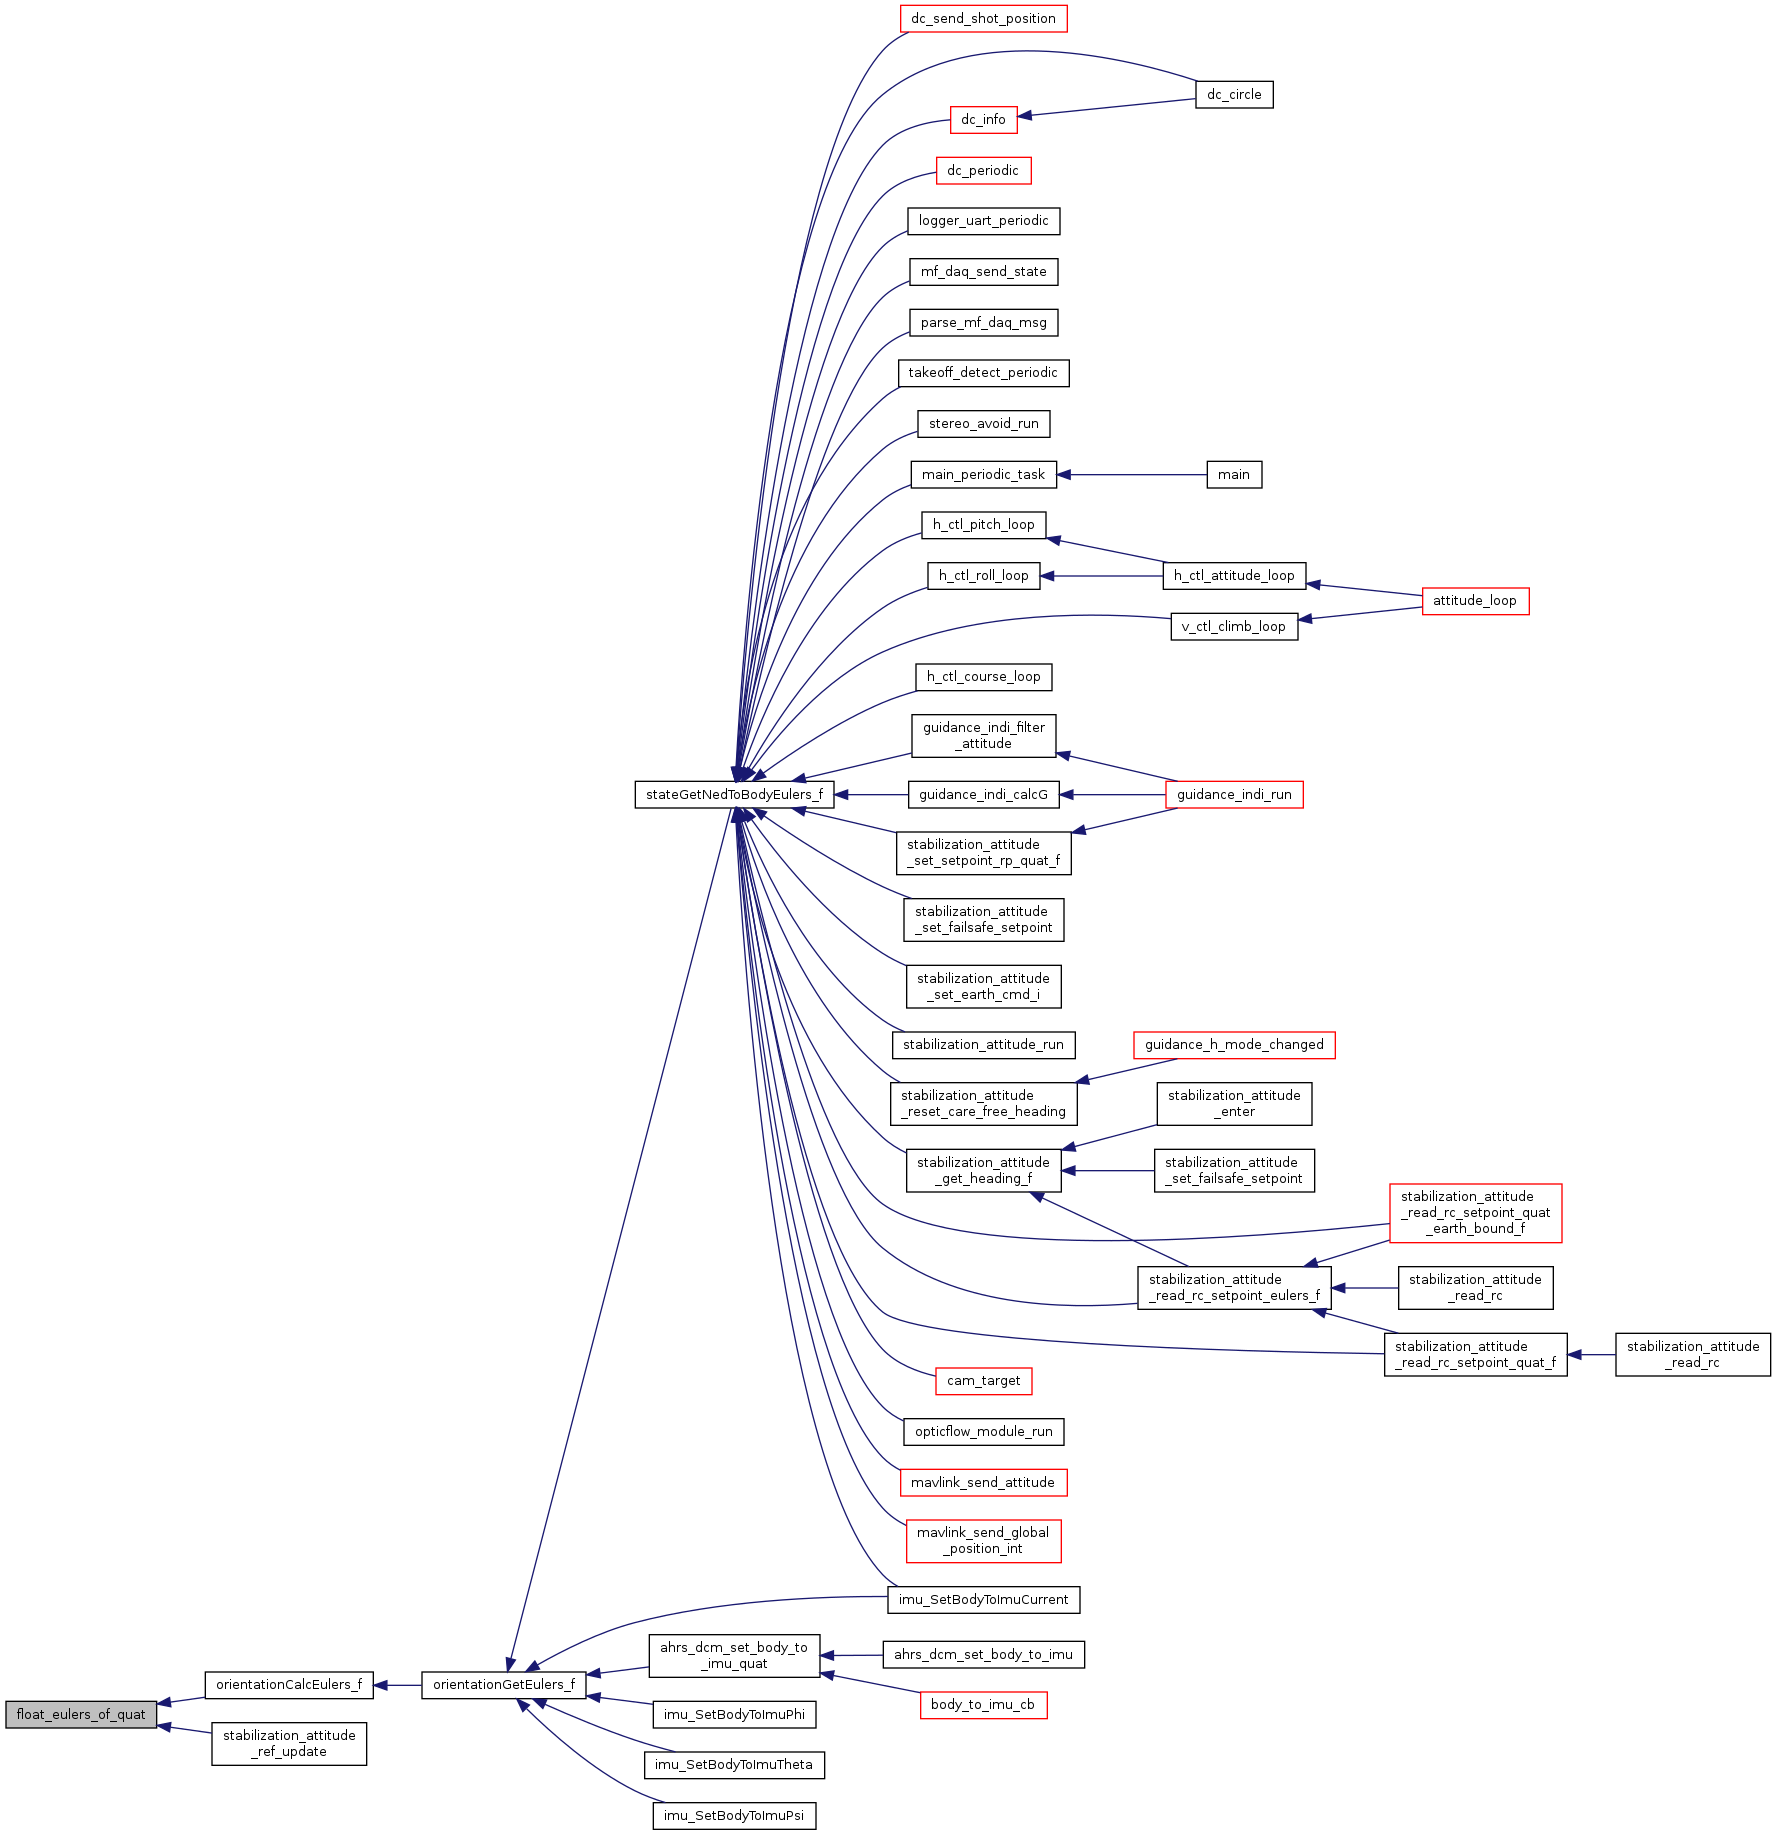 dc_send_shot_position
dc_circle
dc_info
dc_periodic
logger_uart_periodic
mf_daq_send_state
parse_mf_daq_msg
takeoff_detect_periodic
stereo_avoid_run
main_periodic_task
main
h_ctl_pitch_loop
h_ctl_roll_loop
h_ctl_attitude_loop
attitude_loop
v_ctl_climb_loop
h_ctl_course_loop
guidance_indi_filter
_attitude
stateGetNedToBodyEulers_f
guidance_indi_calcG
guidance_indi_run
stabilization_attitude
_set_setpoint_rp_quat_f
stabilization_attitude
_set_failsafe_setpoint
stabilization_attitude
_set_earth_cmd_i
stabilization_attitude_run
guidance_h_mode_changed
stabilization_attitude
_reset_care_free_heading
stabilization_attitude
_enter
stabilization_attitude
_get_heading_f
stabilization_attitude
_set_failsafe_setpoint
stabilization_attitude
_read_rc_setpoint_quat
_earth_bound_f
stabilization_attitude
_read_rc_setpoint_eulers_f
stabilization_attitude
_read_rc
stabilization_attitude
_read_rc_setpoint_quat_f
stabilization_attitude
_read_rc
cam_target
opticflow_module_run
mavlink_send_attitude
mavlink_send_global
_position_int
imu_SetBodyToImuCurrent
ahrs_dcm_set_body_to
_imu_quat
ahrs_dcm_set_body_to_imu
orientationCalcEulers_f
orientationGetEulers_f
body_to_imu_cb
float_eulers_of_quat
imu_SetBodyToImuPhi
stabilization_attitude
_ref_update
imu_SetBodyToImuTheta
imu_SetBodyToImuPsi